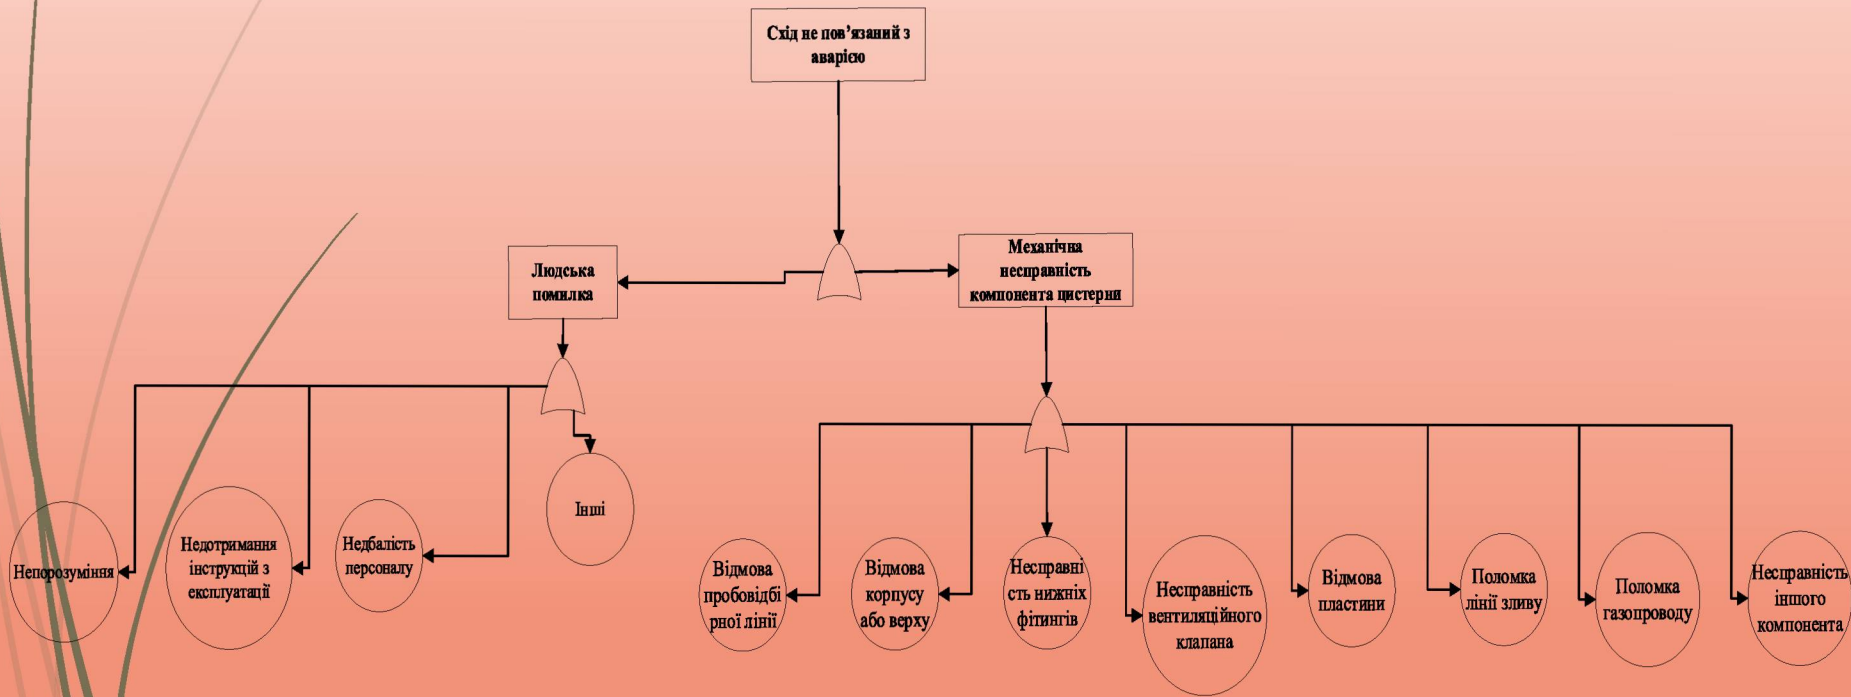 Схід не пов’язаний з
аварією
Людська
помилка
Механічна
несправність
компонента цистерни
Непорозуміння
Недотримання
інструкцій з
експлуатації
Недбалість
персоналу
Інші
Відмова
пробовідбі
рної лінії
Відмова
корпусу
або верху
Несправні
сть нижніх
фітингів
Несправність
вентиляційного
клапана
Відмова
пластини
Поломка
лінії зливу
Поломка
газопроводу
Несправність
іншого
компонента